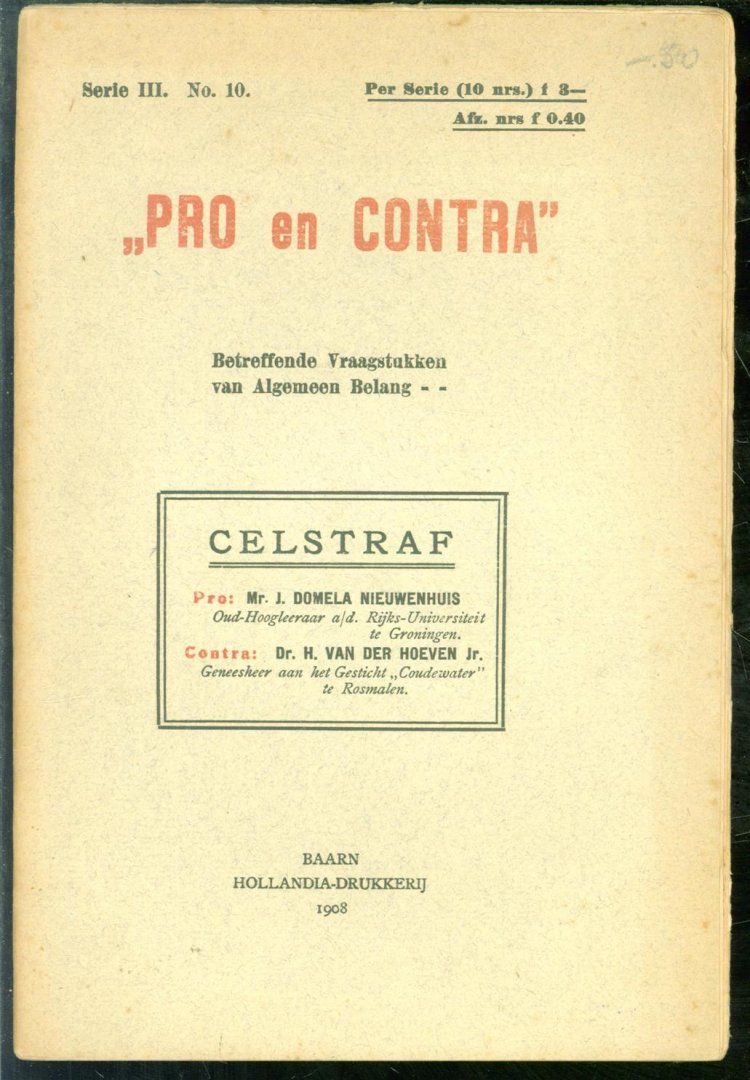 Serie III. No. 10.
Per Serie (10 nrs.) f 3—
Afz. nrs f 0.40
„PRO en CONTRA”
Betreffende Vraagstukken
van Algemeen Belang - -
CELSTRAF
Pro: Mr. J. DOMELA NIEUWENHUIS
Oud-Hoogleeraar a/d. Rijks-Universiteit
te Groningen.
Contra: Dr. H. VAN DER HOEVEN Jr.
Geneesheer aan het Gesticht „Coudewater”
te Rosmalen.
BAARN
HOLLANDIA-DRUKKERIJ
1908